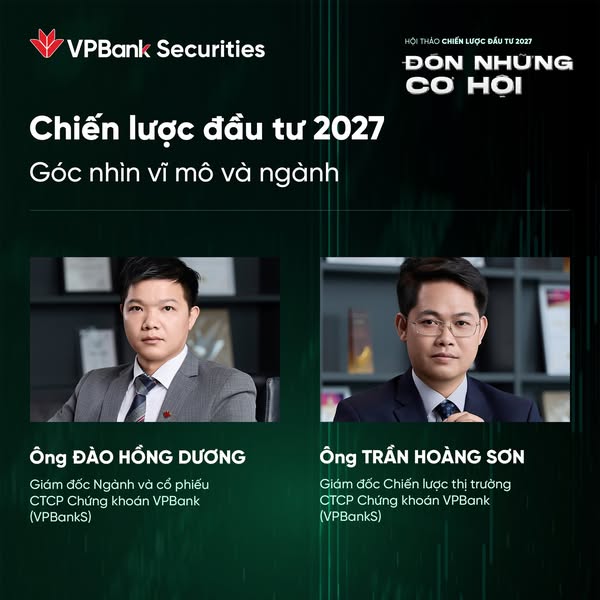 VPBank Securities
HỘI THẢO CHIẾN LƯỢC ĐẦU TƯ 2027
ĐÓN NHỮNG
CƠ HỘI
Chiến lược đầu tư 2027
Góc nhìn vĩ mô và ngành
Ông ĐÀO HỒNG DƯƠNG
Giám đốc Ngành và cổ phiếu
CTCP Chứng khoán VPBank
(VPBankS)
Ông TRẦN HOÀNG SƠN
Giám đốc Chiến lược thị trường
CTCP Chứng khoán VPBank
(VPBankS)